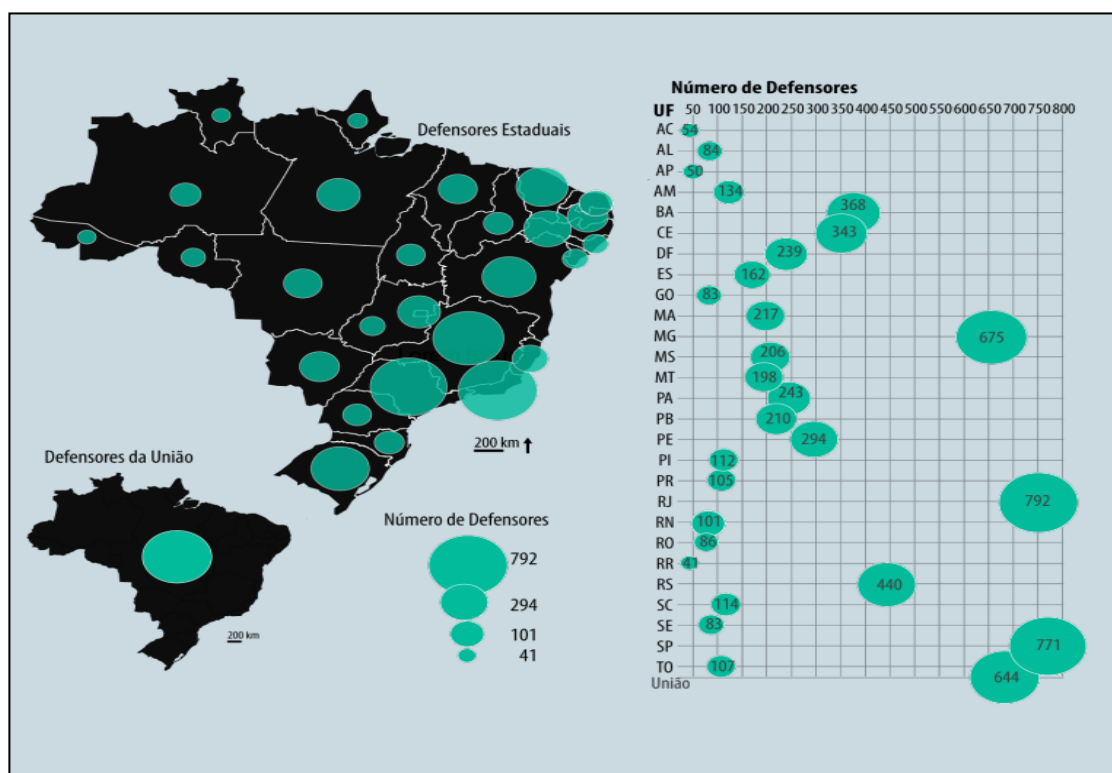 Defensores Estaduais
200 km
Defensores da União
200 km
Número de Defensores
792
294
101
41
Número de Defensores
UF 50 100 150 200 250 300 350 400 450 500 550 600 650 700 750 800
AC 54
AL 84
AP 50
AM 134
BA 368
CE 343
DF 239
ES 162
GO 83
MA 217
MG 675
MS 206
MT 198
PA 243
PB 210
PE 294
PI 112
PR 105
RJ 792
RN 101
RO 86
RR 41
RS 440
SC 114
SE 83
SP 771
TO 107
União 644